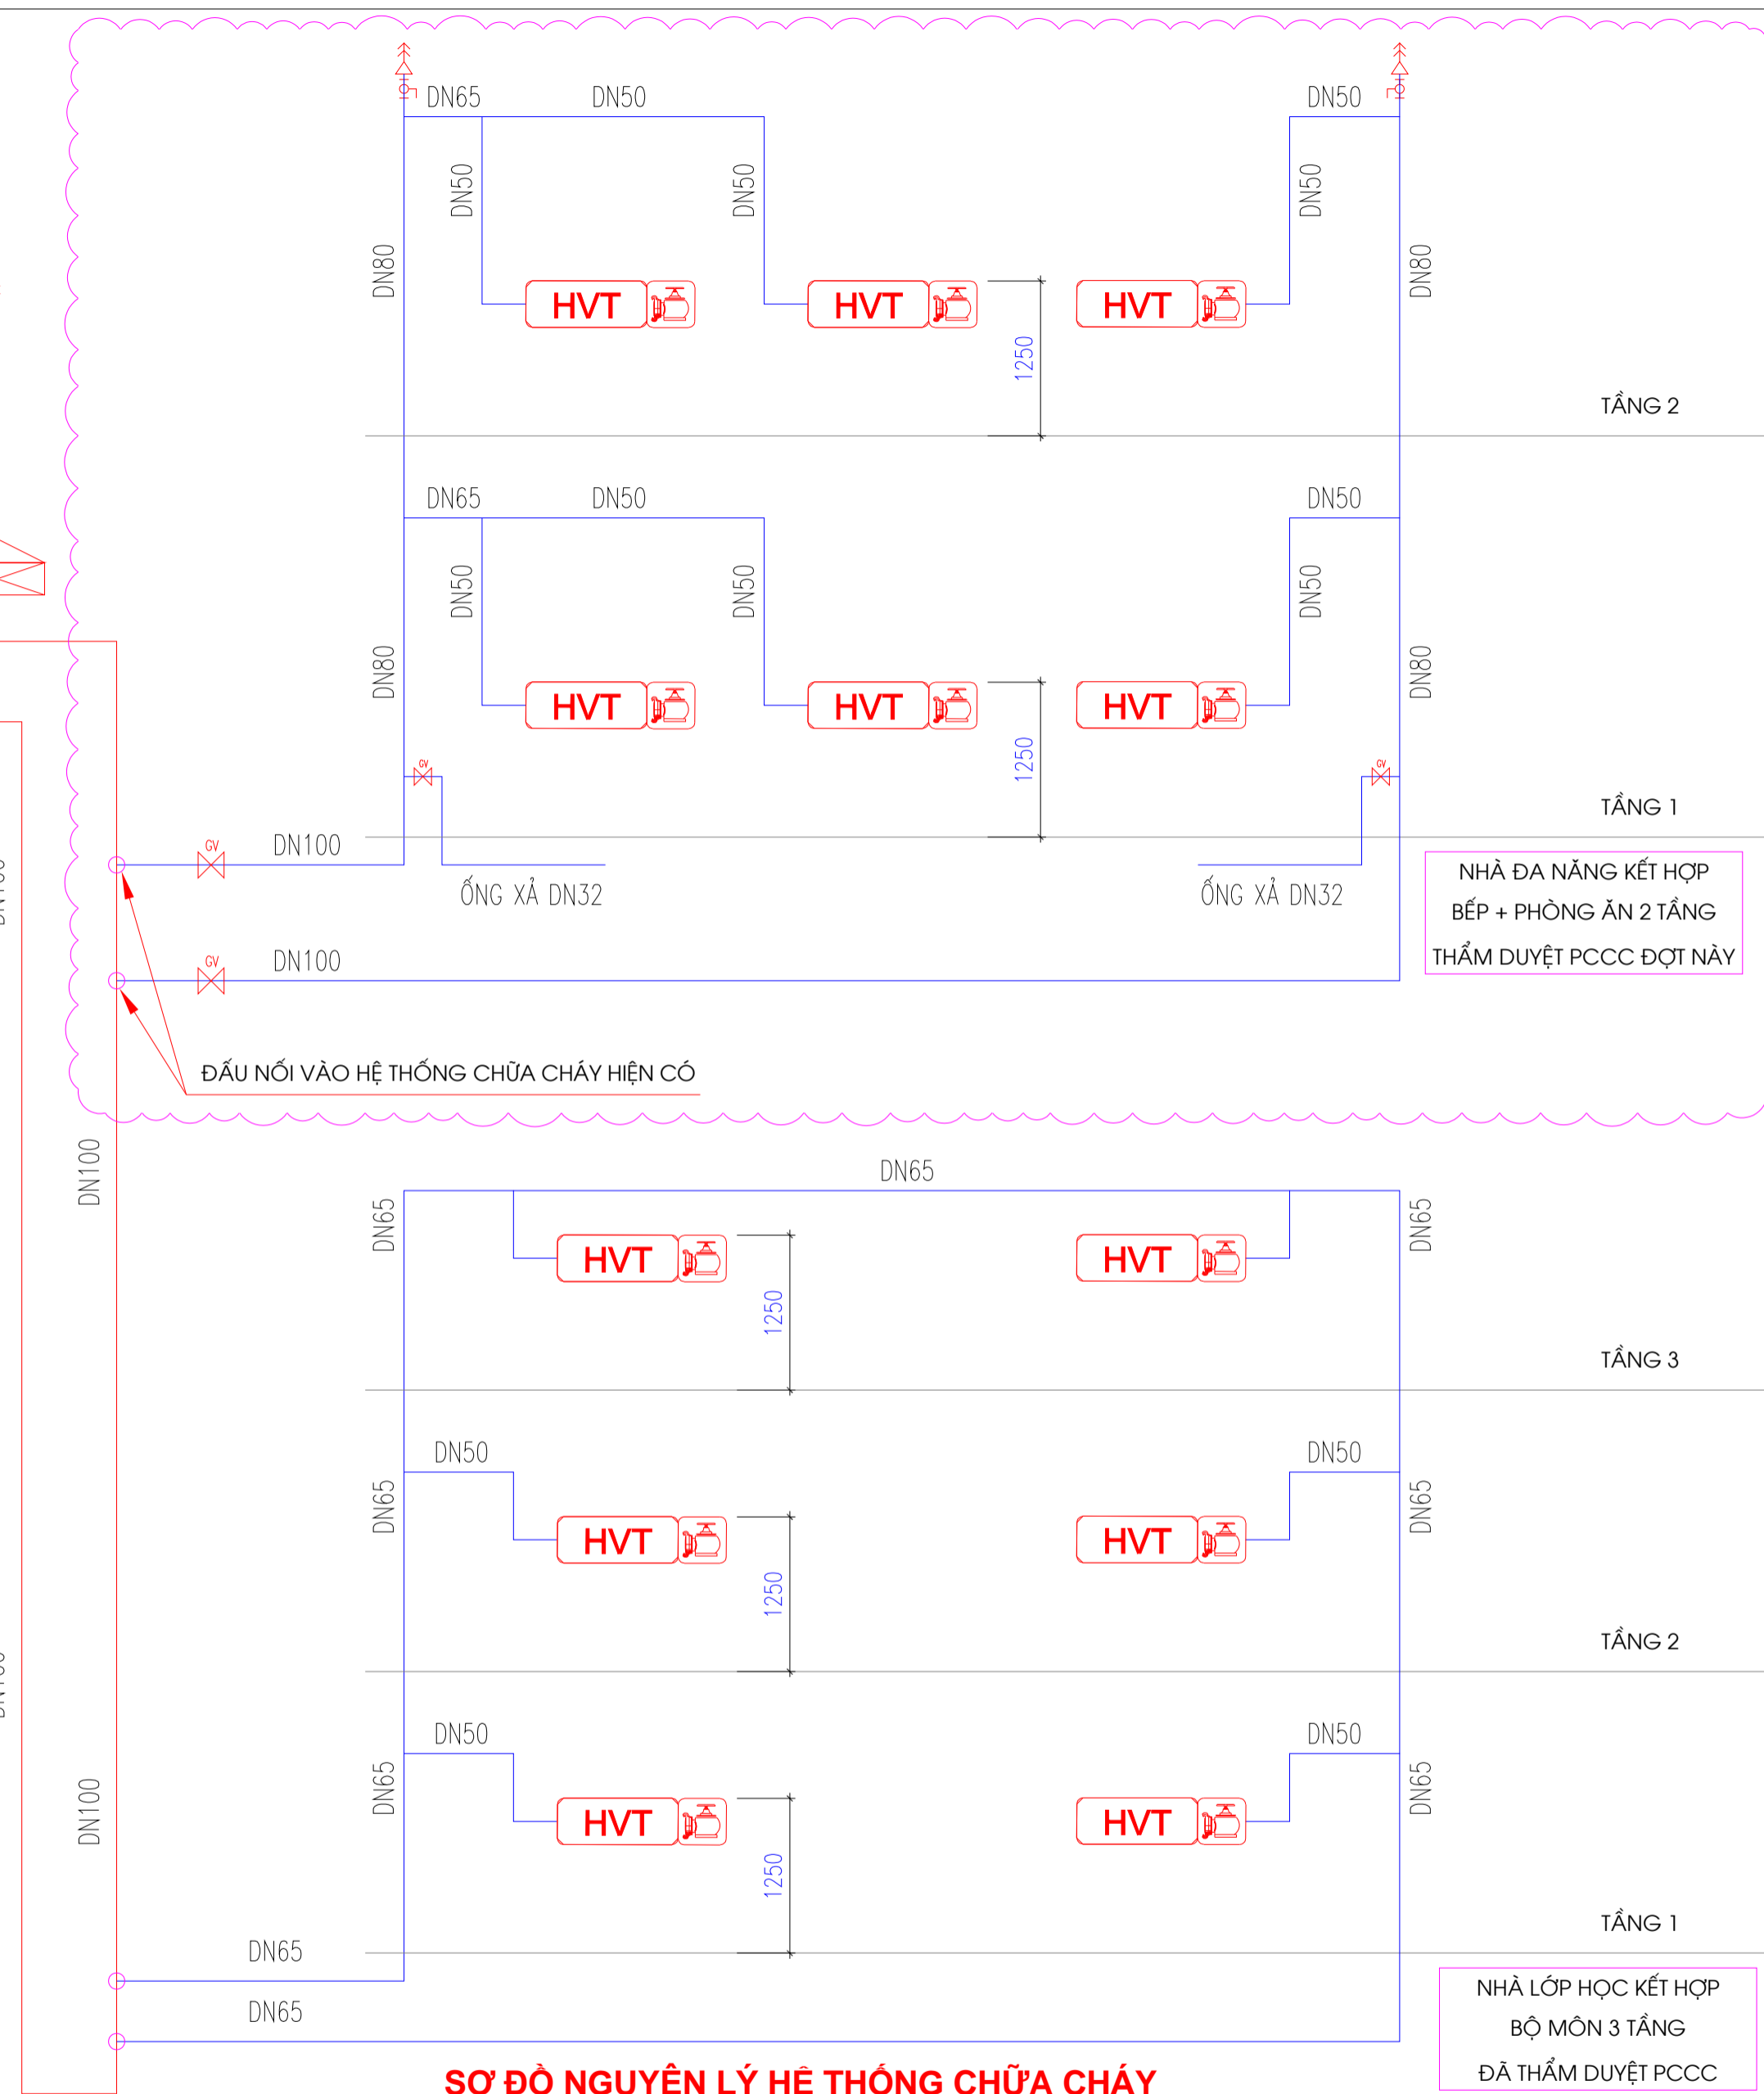 DN65 DN50 DN50
DN50 DN50 DN50
DN80 DN80
HVT HVT HVT
1250
TẦNG 2
DN65 DN50 DN50
DN50 DN50 DN50
DN80 DN80
HVT HVT HVT
1250
GV GV
TẦNG 1
GV DN100
ỐNG XẢ DN32 ỐNG XẢ DN32
NHÀ ĐA NĂNG KẾT HỢP
BẾP + PHÒNG ĂN 2 TẦNG
THẨM DUYỆT PCCC ĐỢT NÀY
GV DN100
ĐẤU NỐI VÀO HỆ THỐNG CHỮA CHÁY HIỆN CÓ
DN100
DN65
DN65 DN65
HVT HVT
1250
TẦNG 3
DN50 DN50
DN65 DN65
HVT HVT
1250
TẦNG 2
DN50 DN50
DN65 DN65
DN100
HVT HVT
1250
TẦNG 1
DN65
DN65
NHÀ LỚP HỌC KẾT HỢP
BỘ MÔN 3 TẦNG
ĐÃ THẨM DUYỆT PCCC
SƠ ĐỒ NGUYÊN LÝ HỆ THỐNG CHỮA CHÁY